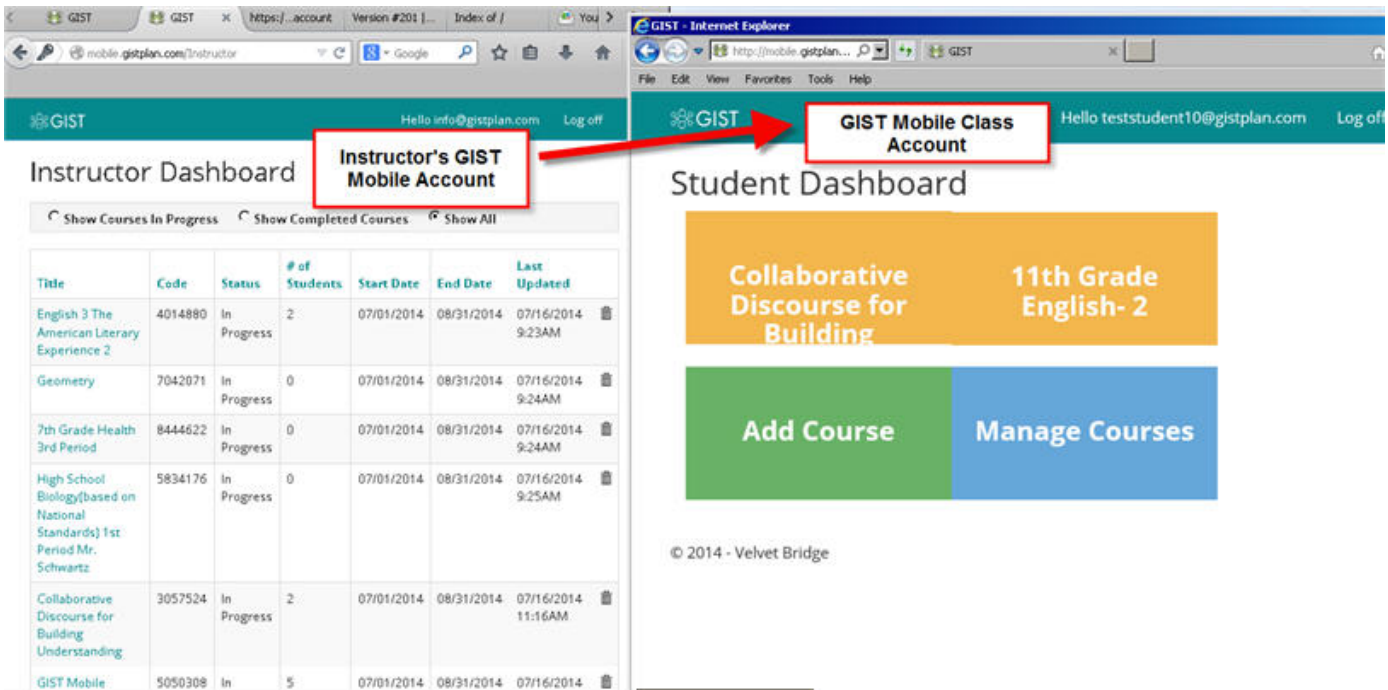 GIST
GIST
https:/...account
Version #201 |...
Index of /
You
mobile.gistplan.com/Instructor
Google
GIST
Hello info@gistplan.com
Log off
Instructor's GIST
Mobile Account
Instructor Dashboard
Show Courses In Progress
Show Completed Courses
Show All
Title
Code
Status
# of
Students
Start Date
End Date
Last
Updated
English 3 The
American Literary
Experience 2
4014880
In
Progress
2
07/01/2014
08/31/2014
07/16/2014
9:23AM
Geometry
7042071
In
Progress
0
07/01/2014
08/31/2014
07/16/2014
9:24AM
7th Grade Health
3rd Period
8444622
In
Progress
0
07/01/2014
08/31/2014
07/16/2014
9:24AM
High School
Biology(based on
National
Standards) 1st
Period Mr.
Schwartz
5834176
In
Progress
0
07/01/2014
08/31/2014
07/16/2014
9:25AM
Collaborative
Discourse for
Building
Understanding
3057524
In
Progress
2
07/01/2014
08/31/2014
07/16/2014
11:16AM
GIST Mobile
5050308
In
5
07/01/2014
08/31/2014
07/16/2014
GIST - Internet Explorer
http://mobile.gistplan...
GIST
File
Edit
View
Favorites
Tools
Help
GIST
GIST Mobile Class
Account
Hello teststudent10@gistplan.com
Log off
Student Dashboard
Collaborative
Discourse for
Building
11th Grade
English- 2
Add Course
Manage Courses
© 2014 - Velvet Bridge